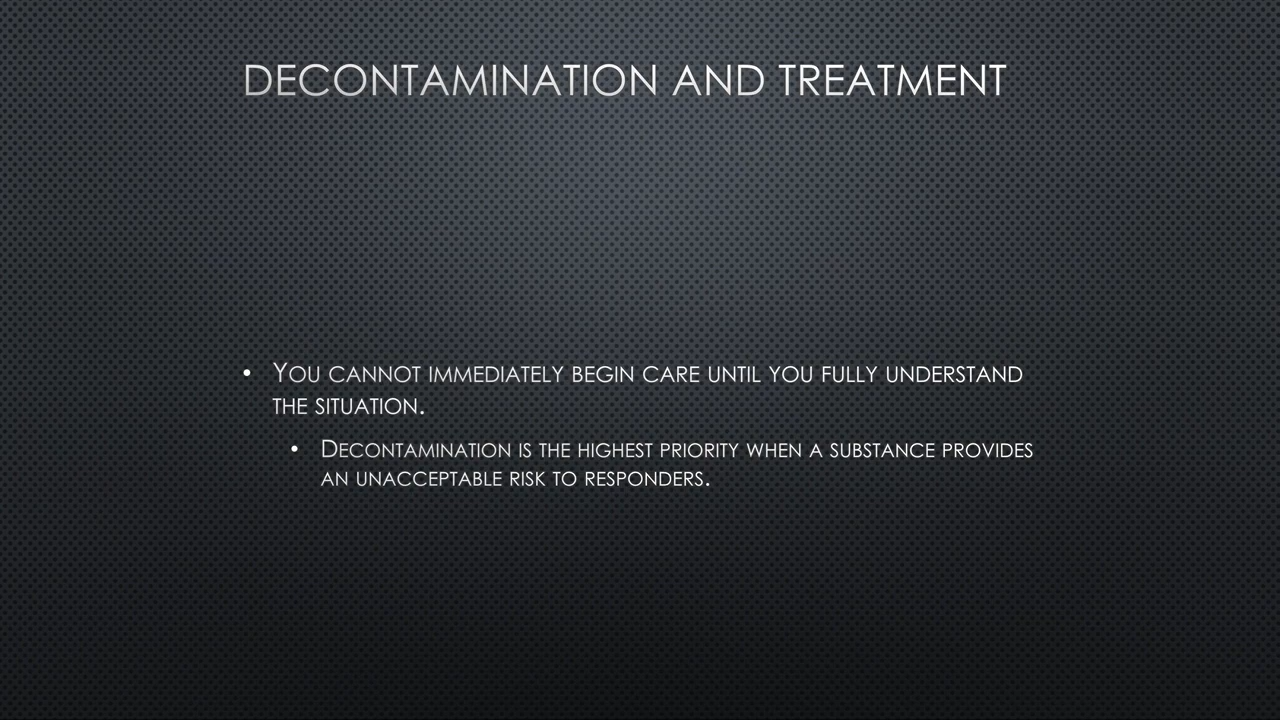 DECONTAMINATION AND TREATMENT
• YOU CANNOT IMMEDIATELY BEGIN CARE UNTIL YOU FULLY UNDERSTAND
THE SITUATION.
• DECONTAMINATION IS THE HIGHEST PRIORITY WHEN A SUBSTANCE PROVIDES
AN UNACCEPTABLE RISK TO RESPONDERS.